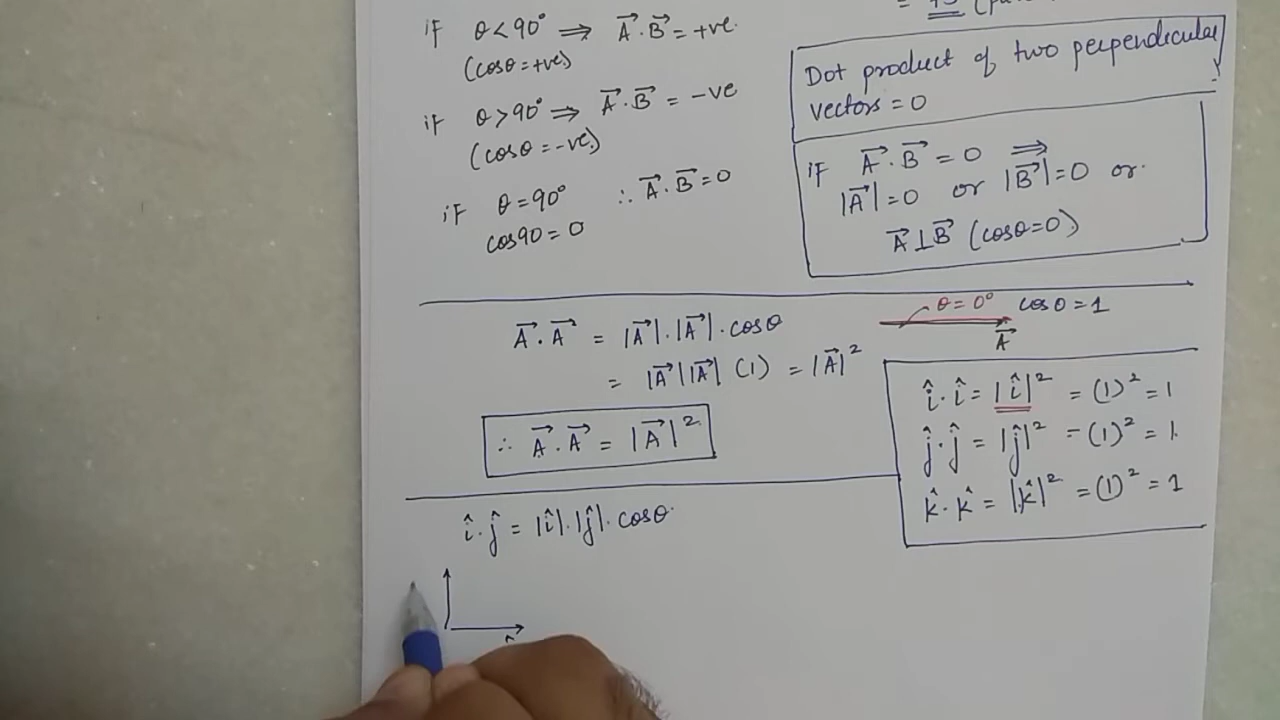 if θ < 90° ⟹ A⃗·B⃗ = +ve.
(cosθ = +ve)
if θ > 90° ⟹ A⃗·B⃗ = -ve
(cosθ = -ve)
if θ = 90° ∴ A⃗·B⃗ = 0
cos90 = 0
=
Dot product of two perpendicular
vectors = 0
if A⃗·B⃗ = 0 ⟹
|A⃗| = 0 or |B⃗| = 0 or
A⃗⊥B⃗ (cosθ=0)
A⃗·A⃗ = |A⃗|·|A⃗|·cosθ
= |A⃗||A⃗| (1) = |A⃗|²
∴ A⃗·A⃗ = |A⃗|²
θ = 0° cosθ = 1
A⃗
î·î = |î|² = (1)² = 1
ĵ·ĵ = |ĵ|² = (1)² = 1.
k̂·k̂ = |k̂|² = (1)² = 1
î·ĵ = |î|·|ĵ|·cosθ